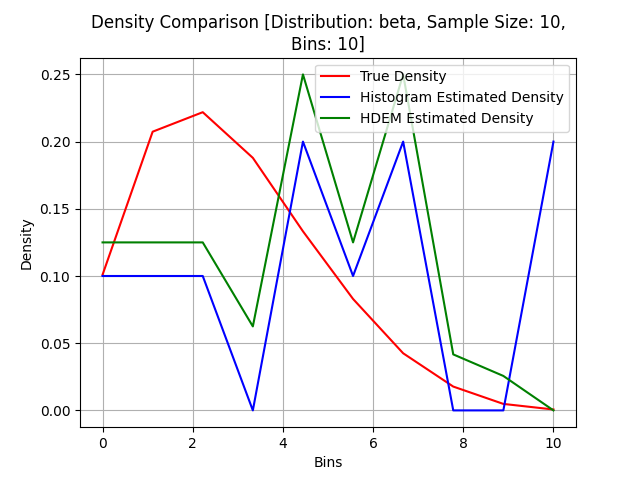 Density Comparison [Distribution: beta, Sample Size: 10,
Bins: 10]
True Density
Histogram Estimated Density
HDEM Estimated Density
Density
0.25
0.20
0.15
0.10
0.05
0.00
0 2 4 6 8 10
Bins